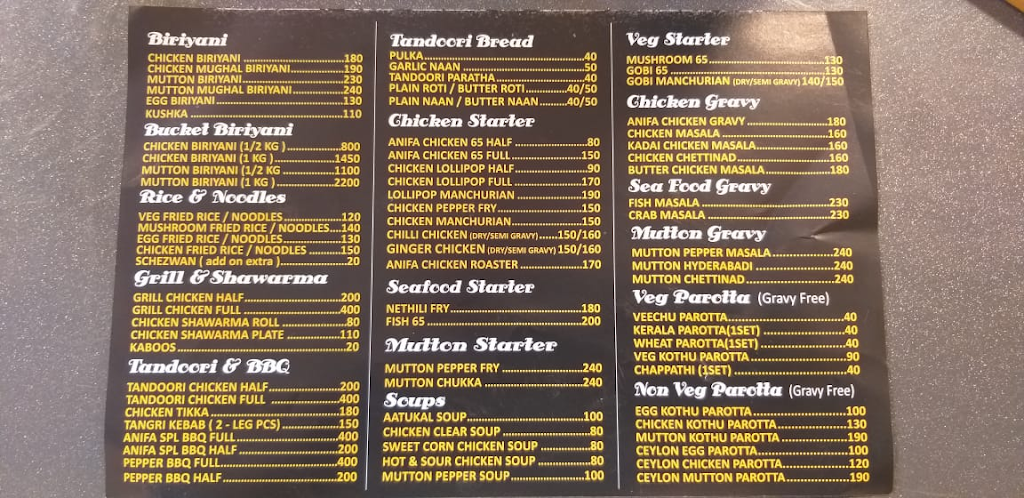 Biriyani
CHICKEN BIRIYANI 180
CHICKEN MUGHAL BIRIYANI 190
MUTTON BIRIYANI 230
MUTTON MUGHAL BIRIYANI 240
EGG BIRIYANI 130
KUSHKA 110
Bucket Biriyani
CHICKEN BIRIYANI (1/2 KG ) 800
CHICKEN BIRIYANI (1 KG ) 1450
MUTTON BIRIYANI (1/2 KG 1100
MUTTON BIRIYANI (1 KG ) 2200
Rice & Noodles
VEG FRIED RICE / NOODLES 120
MUSHROOM FRIED RICE / NOODLES 140
EGG FRIED RICE / NOODLES 130
CHICKEN FRIED RICE / NOODLES 150
SCHEZWAN ( add on extra ) 20
Grill & Shawarma
GRILL CHICKEN HALF 200
GRILL CHICKEN FULL 400
CHICKEN SHAWARMA ROLL 80
CHICKEN SHAWARMA PLATE 110
KABOOS 20
Tandoori & BBQ
TANDOORI CHICKEN HALF 200
TANDOORI CHICKEN FULL 400
CHICKEN TIKKA 180
TANGRI KEBAB ( 2 - LEG PCS) 150
ANIFA SPL BBQ FULL 400
ANIFA SPL BBQ HALF 200
PEPPER BBQ FULL 400
PEPPER BBQ HALF 200
Tandoori Bread
PULKA 40
GARLIC NAAN 50
TANDOORI PARATHA 40
PLAIN ROTI / BUTTER ROTI 40/50
PLAIN NAAN / BUTTER NAAN 40/50
Chicken Starter
ANIFA CHICKEN 65 HALF 80
ANIFA CHICKEN 65 FULL 150
CHICKEN LOLLIPOP HALF 90
CHICKEN LOLLIPOP FULL 170
LOLLIPOP MANCHURIAN 190
CHICKEN PEPPER FRY 150
CHICKEN MANCHURIAN 150
CHILLI CHICKEN (DRY/SEMI GRAVY) 150/160
GINGER CHICKEN (DRY/SEMI GRAVY) 150/160
ANIFA CHICKEN ROASTER 170
Seafood Starter
NETHILI FRY 180
FISH 65 200
Mutton Starter
MUTTON PEPPER FRY 240
MUTTON CHUKKA 240
Soups
AATUKAL SOUP 100
CHICKEN CLEAR SOUP 80
SWEET CORN CHICKEN SOUP 80
HOT & SOUR CHICKEN SOUP 80
MUTTON PEPPER SOUP 100
Veg Starter
MUSHROOM 65 130
GOBI 65 130
GOBI MANCHURIAN (DRY/SEMI GRAVY) 140/150
Chicken Gravy
ANIFA CHICKEN GRAVY 180
CHICKEN MASALA 160
KADAI CHICKEN MASALA 160
CHICKEN CHETTINAD 160
BUTTER CHICKEN MASALA 180
Sea Food Gravy
FISH MASALA 230
CRAB MASALA 230
Mutton Gravy
MUTTON PEPPER MASALA 240
MUTTON HYDERABADI 240
MUTTON CHETTINAD 240
Veg Parotta (Gravy Free)
VEECHU PAROTTA 40
KERALA PAROTTA(1SET) 40
WHEAT PAROTTA(1SET) 40
VEG KOTHU PAROTTA 90
CHAPPATHI (1SET) 40
Non Veg Parotta (Gravy Free)
EGG KOTHU PAROTTA 100
CHICKEN KOTHU PAROTTA 130
MUTTON KOTHU PAROTTA 190
CEYLON EGG PAROTTA 100
CEYLON CHICKEN PAROTTA 120
CEYLON MUTTON PAROTTA 190